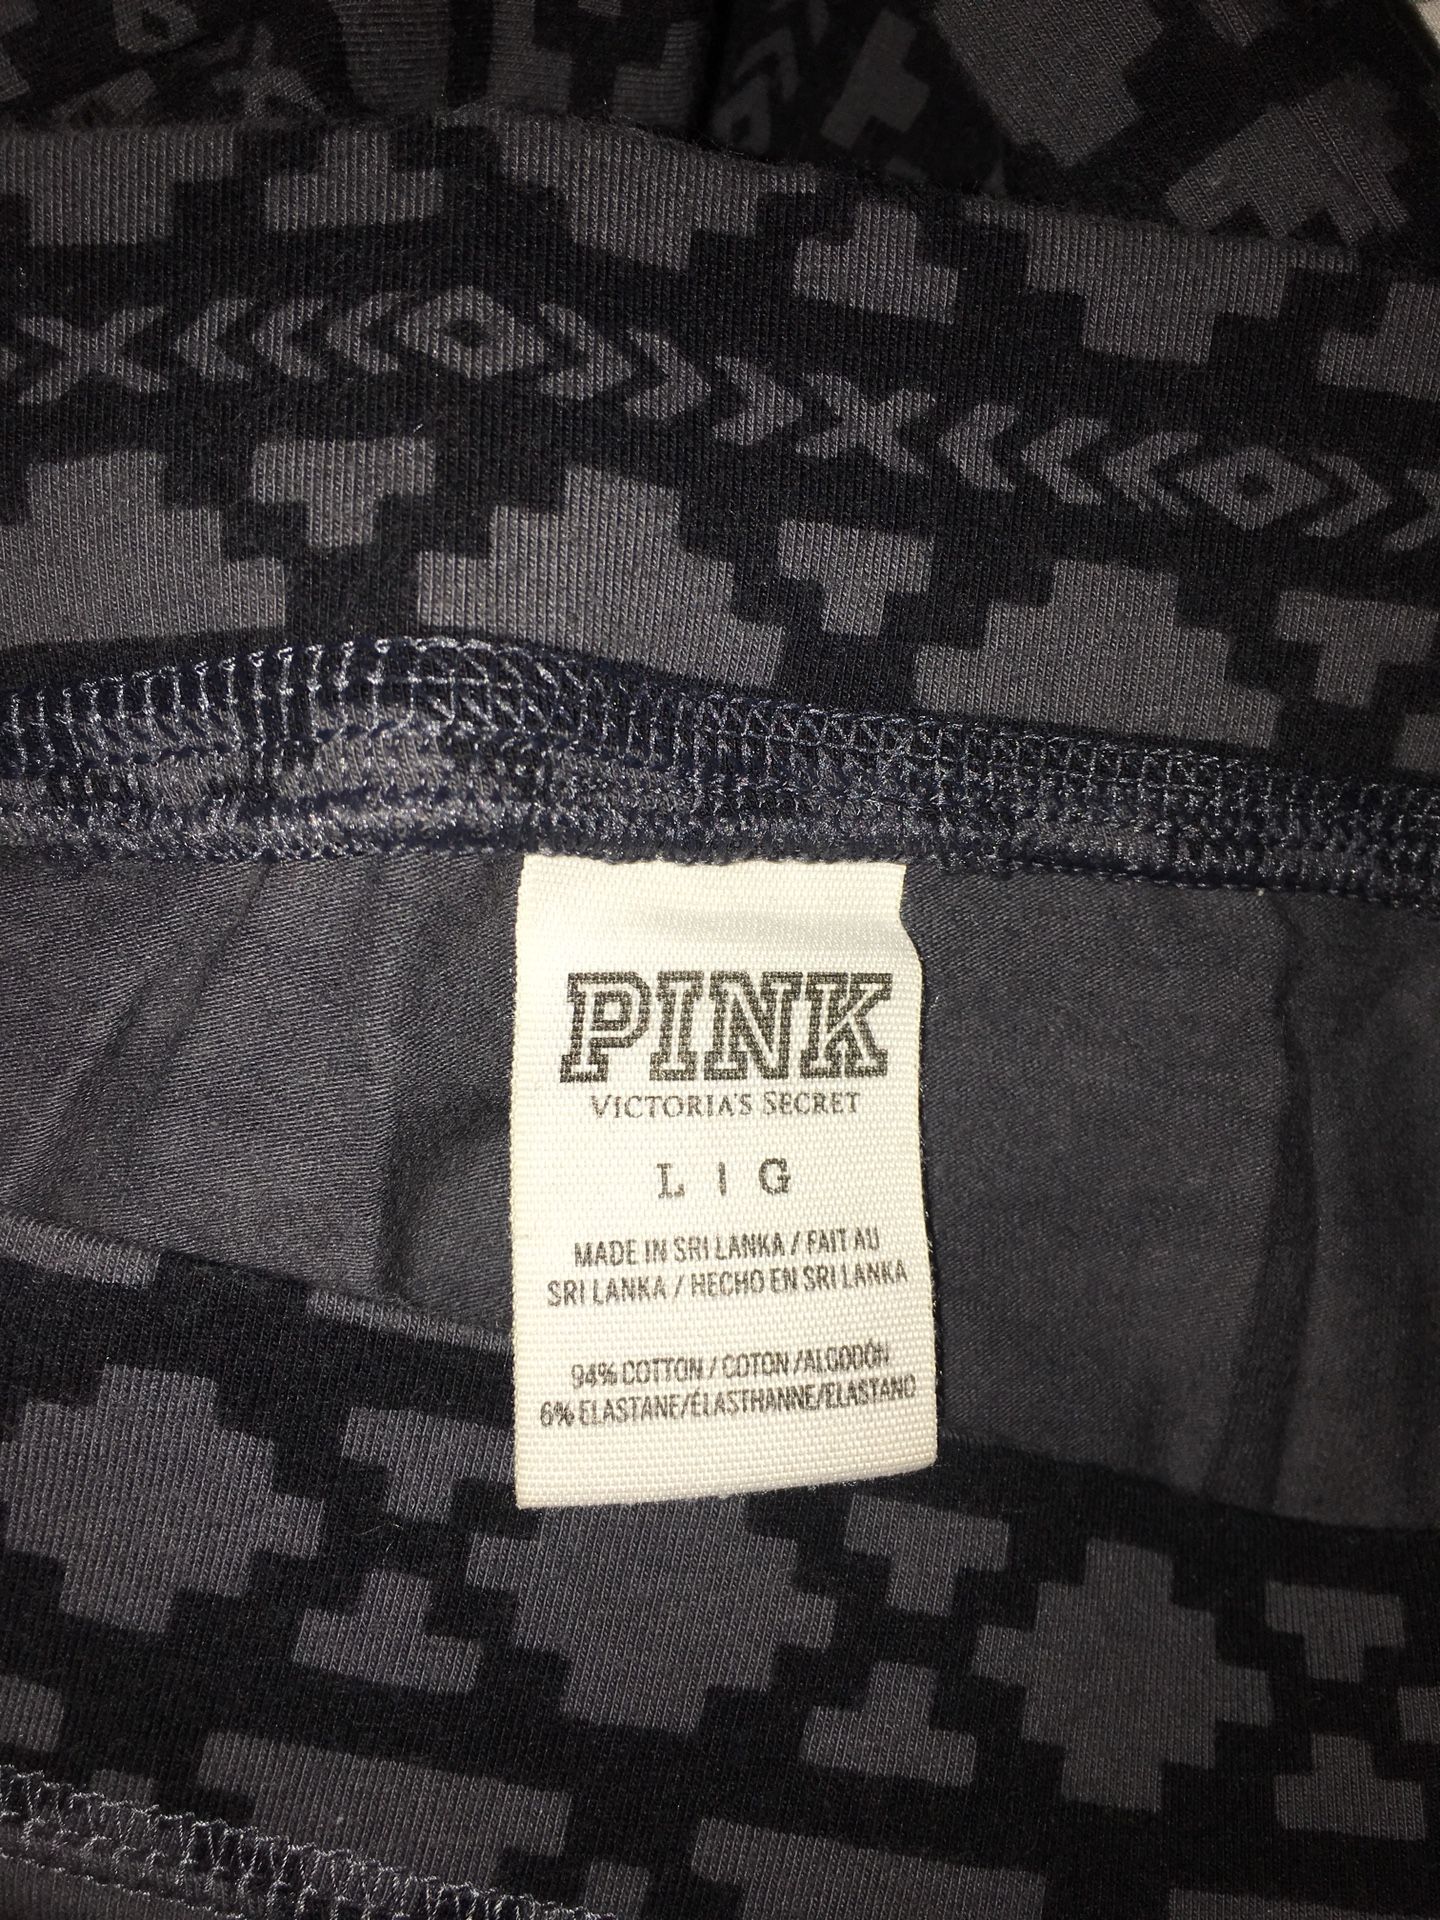 PINK
VICTORIA'S SECRET
L | G
MADE IN SRI LANKA / FAIT AU
SRI LANKA / HECHO EN SRI LANKA
94% COTTON / COTON / ALGODÓN
6% ELASTANE/ÉLASTHANNE/ELASTANO